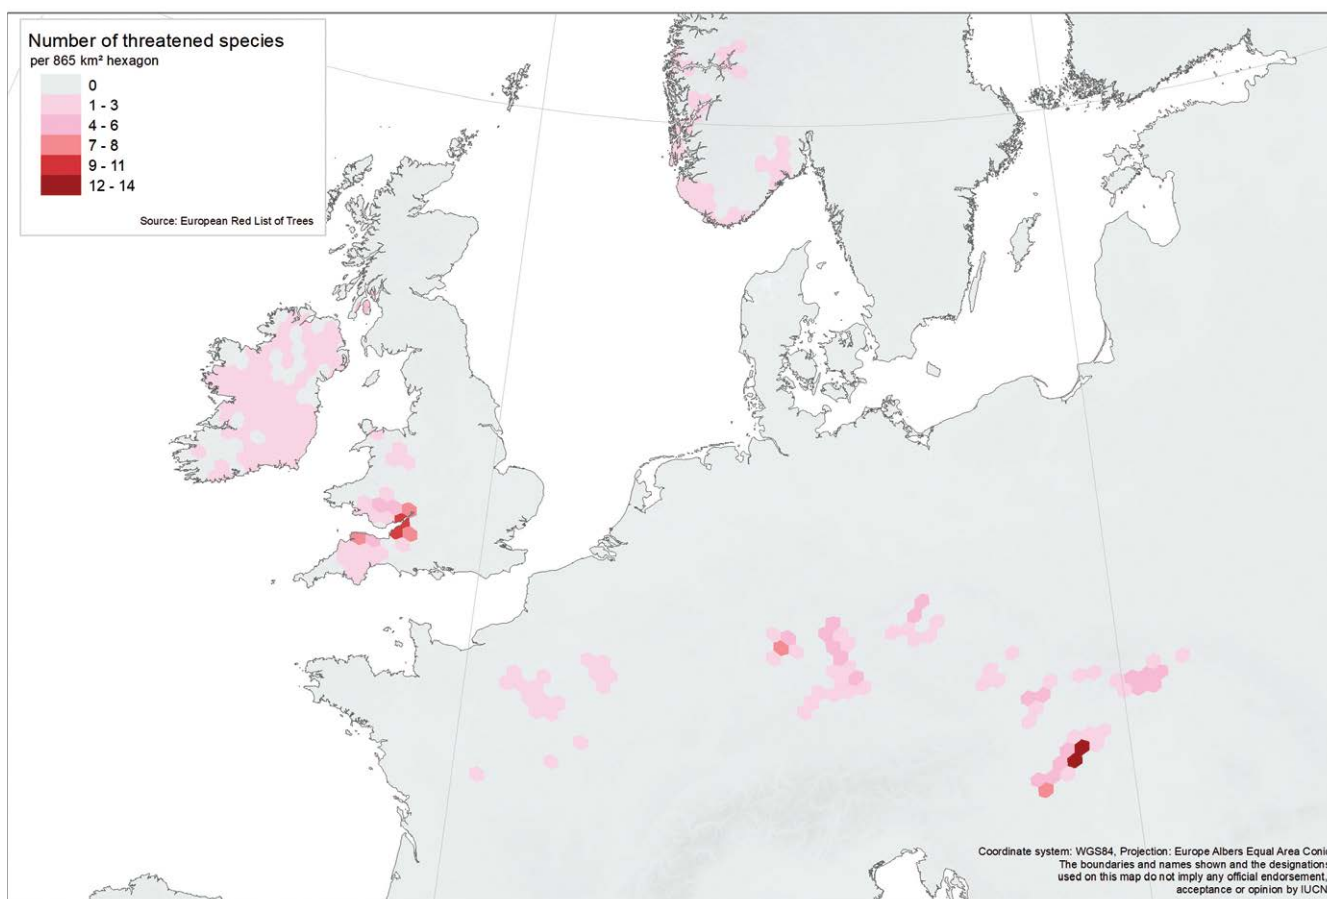 Number of threatened species
per 865 km² hexagon
0
1 - 3
4 - 6
7 - 8
9 - 11
12 - 14
Source: European Red List of Trees
Coordinate system: WGS84, Projection: Europe Albers Equal Area Conic
The boundaries and names shown and the designations
used on this map do not imply any official endorsement,
acceptance or opinion by IUCN